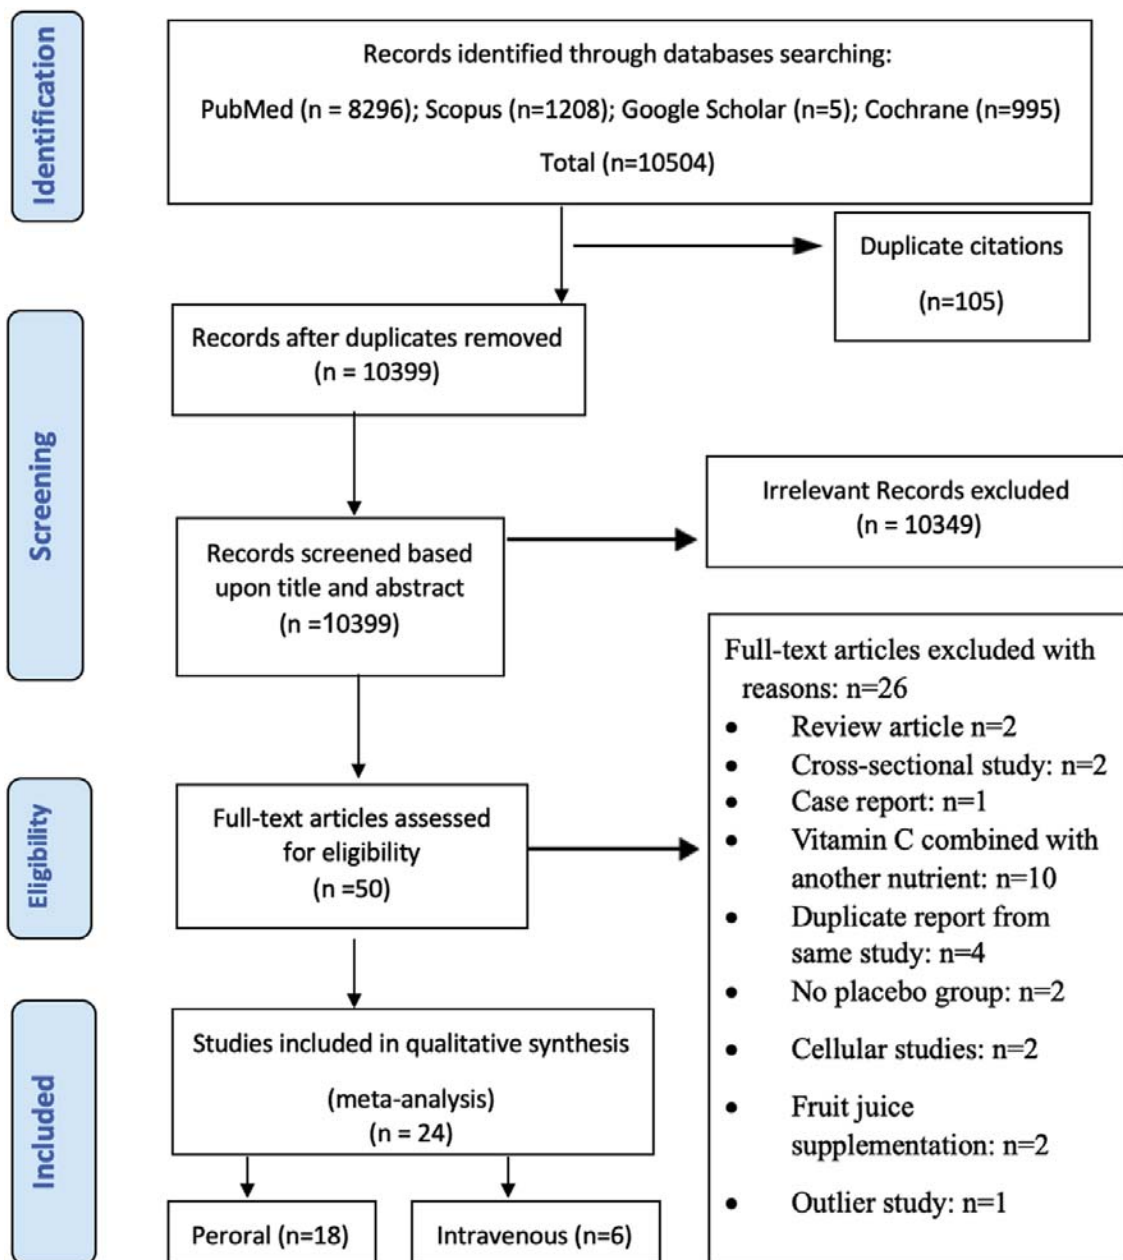 Identification
Records identified through databases searching:
PubMed (n = 8296); Scopus (n=1208); Google Scholar (n=5); Cochrane (n=995)
Total (n=10504)
Duplicate citations
(n=105)
Screening
Records after duplicates removed
(n = 10399)
Records screened based
upon title and abstract
(n =10399)
Irrelevant Records excluded
(n = 10349)
Eligibility
Full-text articles assessed
for eligibility
(n =50)
Full-text articles excluded with
reasons: n=26
• Review article n=2
• Cross-sectional study: n=2
• Case report: n=1
• Vitamin C combined with
another nutrient: n=10
• Duplicate report from
same study: n=4
• No placebo group: n=2
• Cellular studies: n=2
• Fruit juice
supplementation: n=2
• Outlier study: n=1
Included
Studies included in qualitative synthesis
(meta-analysis)
(n = 24)
Peroral (n=18)
Intravenous (n=6)